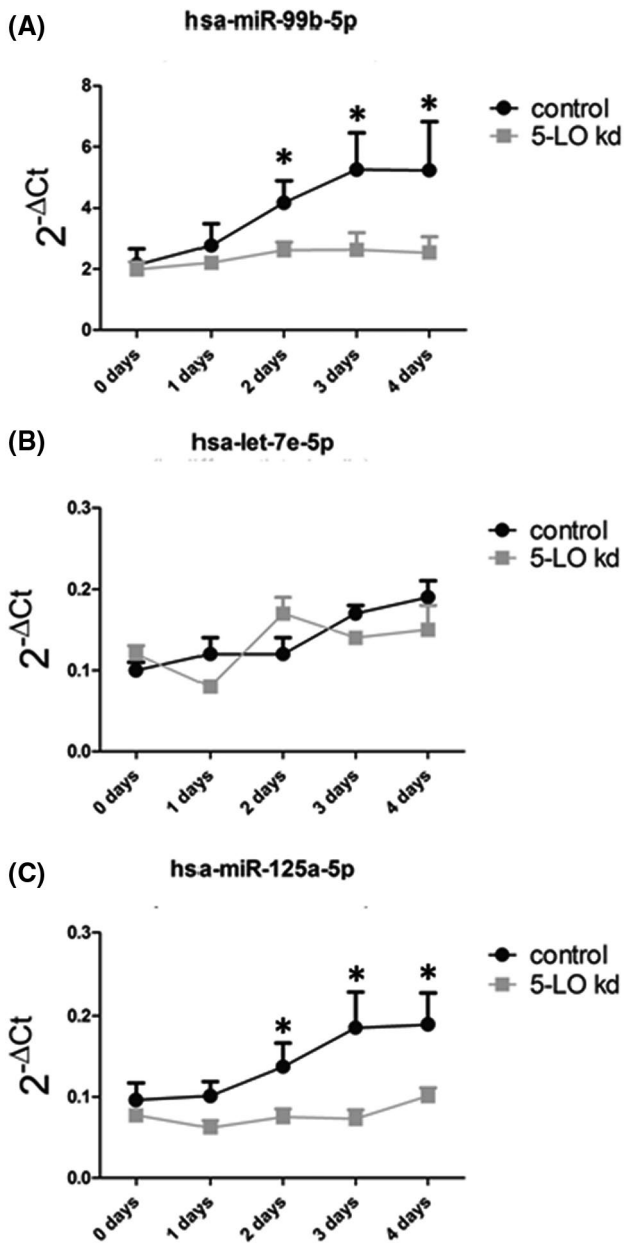 (A)
hsa-miR-99b-5p
8
6
4
2
0
2^-ΔCt
* * *
control
5-LO kd
0 days 1 days 2 days 3 days 4 days
(B)
hsa-let-7e-5p
0.3
0.2
0.1
0.0
2^-ΔCt
control
5-LO kd
0 days 1 days 2 days 3 days 4 days
(C)
hsa-miR-125a-5p
0.3
0.2
0.1
0.0
2^-ΔCt
* * *
control
5-LO kd
0 days 1 days 2 days 3 days 4 days